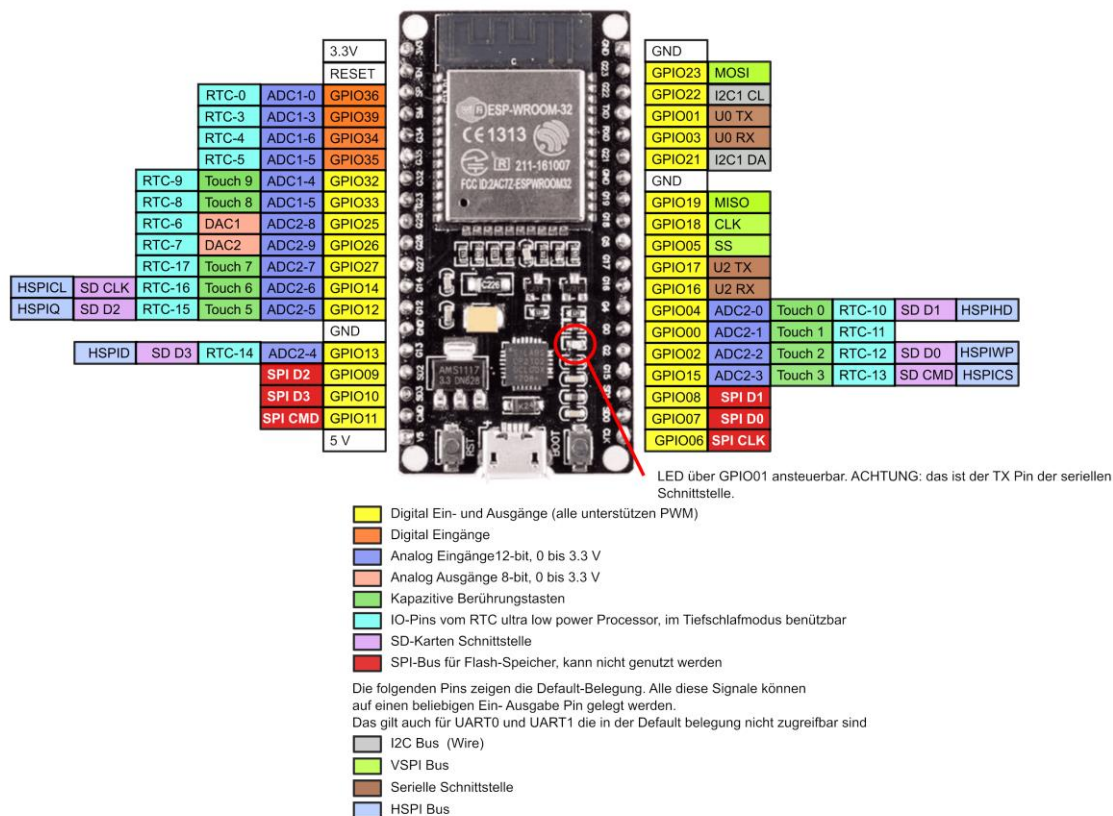 3.3V
RESET
RTC-0 ADC1-0 GPIO36
RTC-3 ADC1-3 GPIO39
RTC-4 ADC1-6 GPIO34
RTC-5 ADC1-5 GPIO35
RTC-9 Touch 9 ADC1-4 GPIO32
RTC-8 Touch 8 ADC1-5 GPIO33
RTC-6 DAC1 ADC2-8 GPIO25
RTC-7 DAC2 ADC2-9 GPIO26
RTC-17 Touch 7 ADC2-7 GPIO27
HSPICL SD CLK RTC-16 Touch 6 ADC2-6 GPIO14
HSPIQ SD D2 RTC-15 Touch 5 ADC2-5 GPIO12
GND
HSPID SD D3 RTC-14 ADC2-4 GPIO13
SPI D2 GPIO09
SPI D3 GPIO10
SPI CMD GPIO11
5 V
ESP-WROOM-32
CE 1313
R 211-161007
FCC ID:2AC7Z-ESPWROOM32
C226
AMS1117
3.3 DN628
RST
BOOT
GND
GPIO23 MOSI
GPIO22 I2C1 CL
GPIO01 U0 TX
GPIO03 U0 RX
GPIO21 I2C1 DA
GND
GPIO19 MISO
GPIO18 CLK
GPIO05 SS
GPIO17 U2 TX
GPIO16 U2 RX
GPIO04 ADC2-0 Touch 0 RTC-10 SD D1 HSPIHD
GPIO00 ADC2-1 Touch 1 RTC-11
GPIO02 ADC2-2 Touch 2 RTC-12 SD D0 HSPIWP
GPIO15 ADC2-3 Touch 3 RTC-13 SD CMD HSPICS
GPIO08 SPI D1
GPIO07 SPI D0
GPIO06 SPI CLK
LED über GPIO01 ansteuerbar. ACHTUNG: das ist der TX Pin der seriellen
Schnittstelle.
Digital Ein- und Ausgänge (alle unterstützen PWM)
Digital Eingänge
Analog Eingänge12-bit, 0 bis 3.3 V
Analog Ausgänge 8-bit, 0 bis 3.3 V
Kapazitive Berührungstasten
IO-Pins vom RTC ultra low power Processor, im Tiefschlafmodus benützbar
SD-Karten Schnittstelle
SPI-Bus für Flash-Speicher, kann nicht genutzt werden
Die folgenden Pins zeigen die Default-Belegung. Alle diese Signale können
auf einen beliebigen Ein- Ausgabe Pin gelegt werden.
Das gilt auch für UART0 und UART1 die in der Default belegung nicht zugreifbar sind
I2C Bus (Wire)
VSPI Bus
Serielle Schnittstelle
HSPI Bus